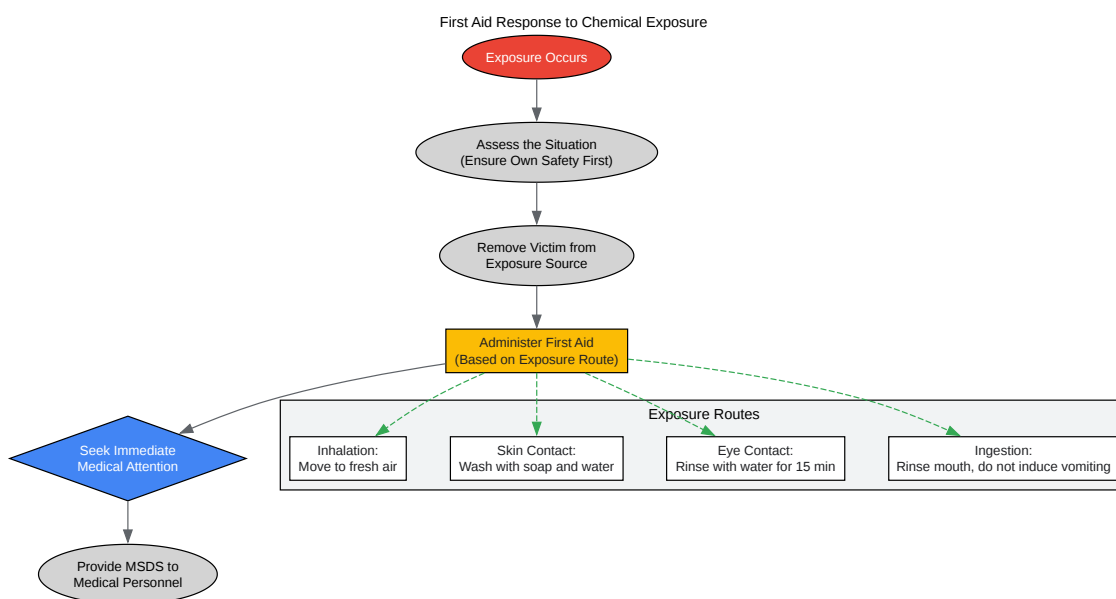 First Aid Response to Chemical Exposure
Exposure Occurs
Assess the Situation
(Ensure Own Safety First)
Remove Victim from
Exposure Source
Administer First Aid
(Based on Exposure Route)
Exposure Routes
Seek Immediate
Medical Attention
Inhalation:
Move to fresh air
Skin Contact:
Wash with soap and water
Eye Contact:
Rinse with water for 15 min
Ingestion:
Rinse mouth, do not induce vomiting
Provide MSDS to
Medical Personnel